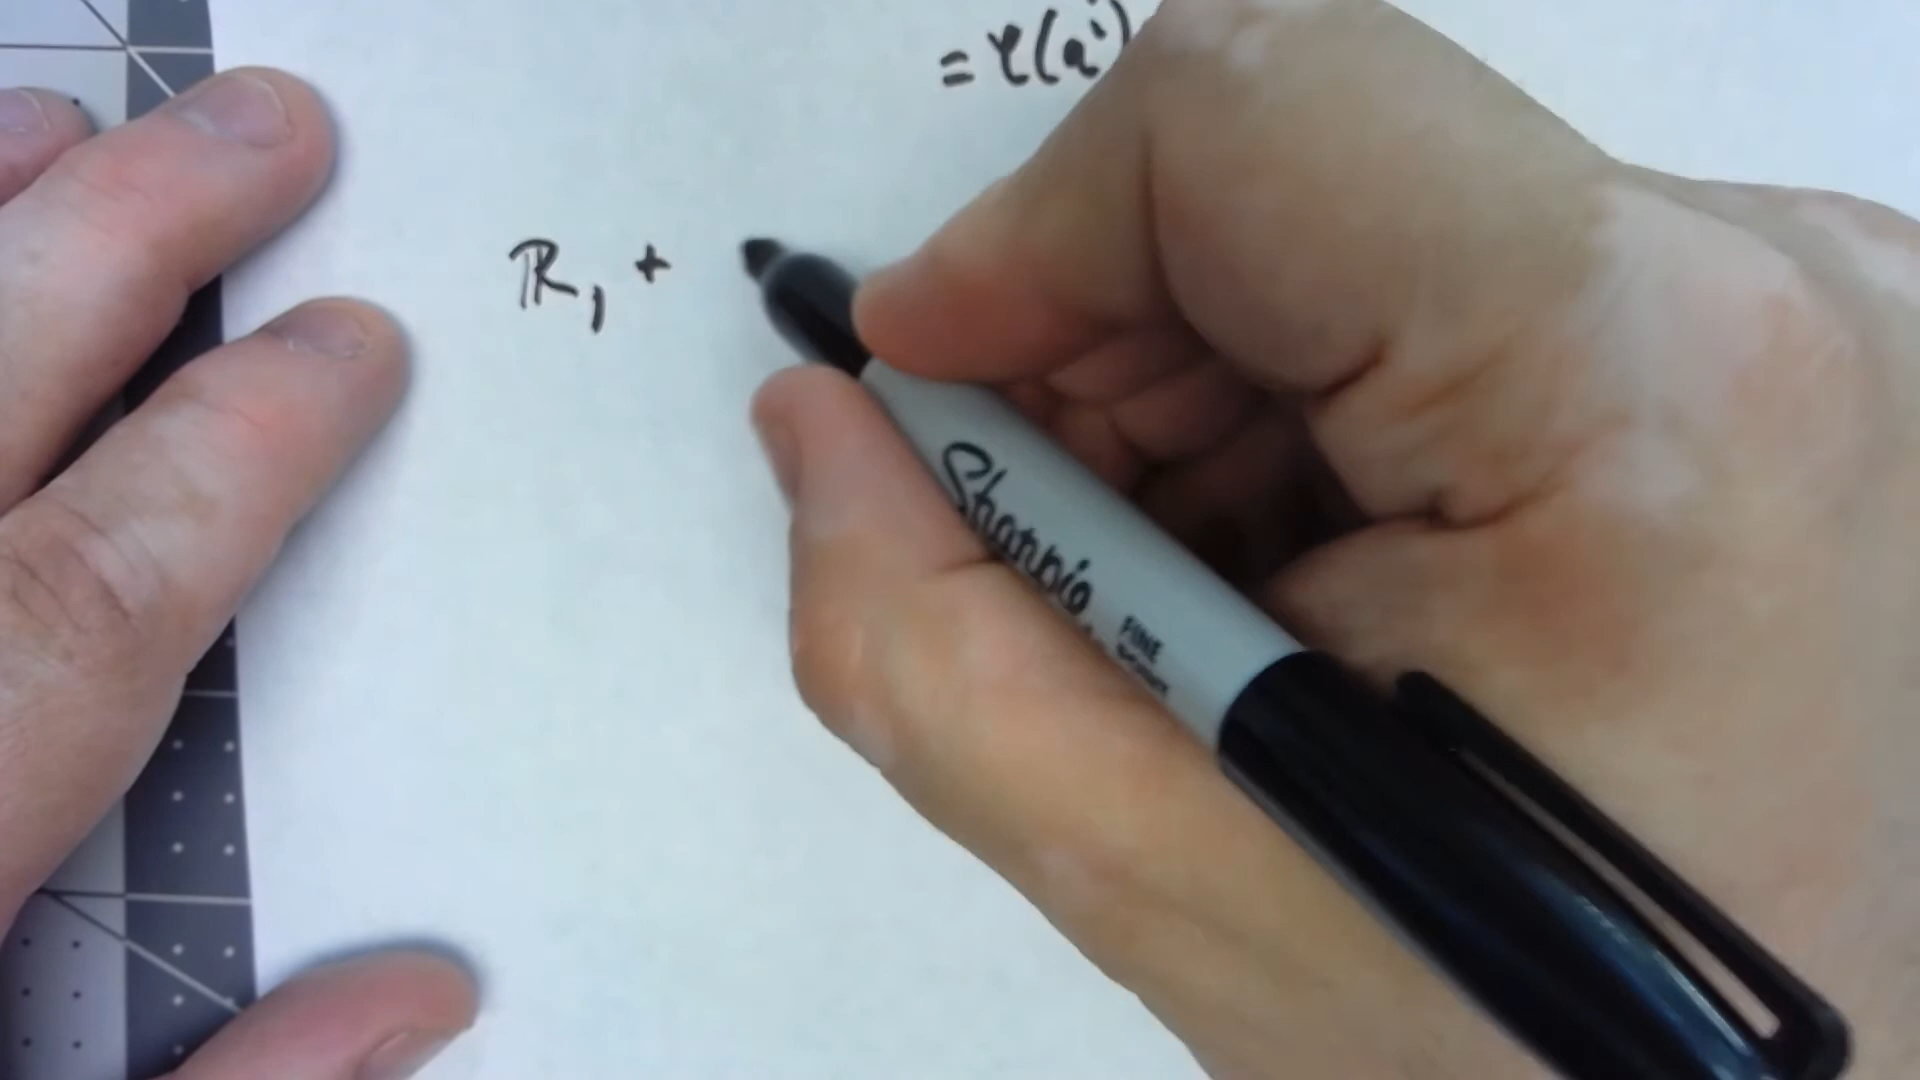 = τ(a^i)
ℝ, +
Sharpie
FINE